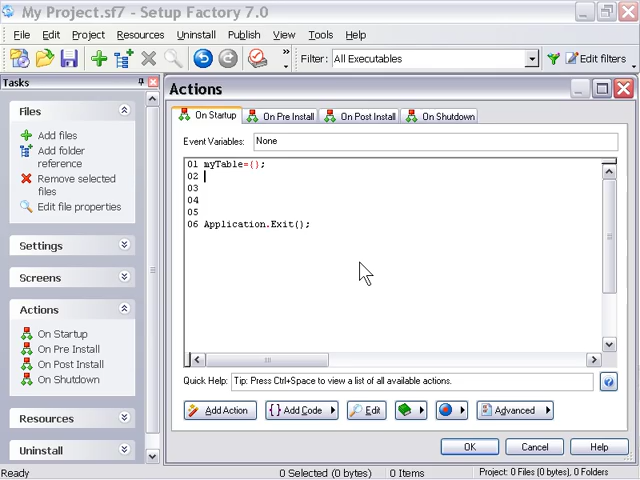 My Project.sf7 - Setup Factory 7.0
File Edit Project Resources Uninstall Publish View Tools Help
Filter: All Executables Edit filters
Tasks
Files
Add files
Add folder
reference
Remove selected
files
Edit file properties
Settings
Screens
Actions
On Startup
On Pre Install
On Post Install
On Shutdown
Resources
Uninstall
Actions
On Startup On Pre Install On Post Install On Shutdown
Event Variables: None
01 myTable={};
02
03
04
05
06 Application.Exit();
Quick Help: Tip: Press Ctrl+Space to view a list of all available actions.
Add Action { } Add Code Edit Advanced
OK Cancel Help
Ready 0 Selected (0 bytes) 0 Items Project: 0 Files (0 bytes), 0 Folders